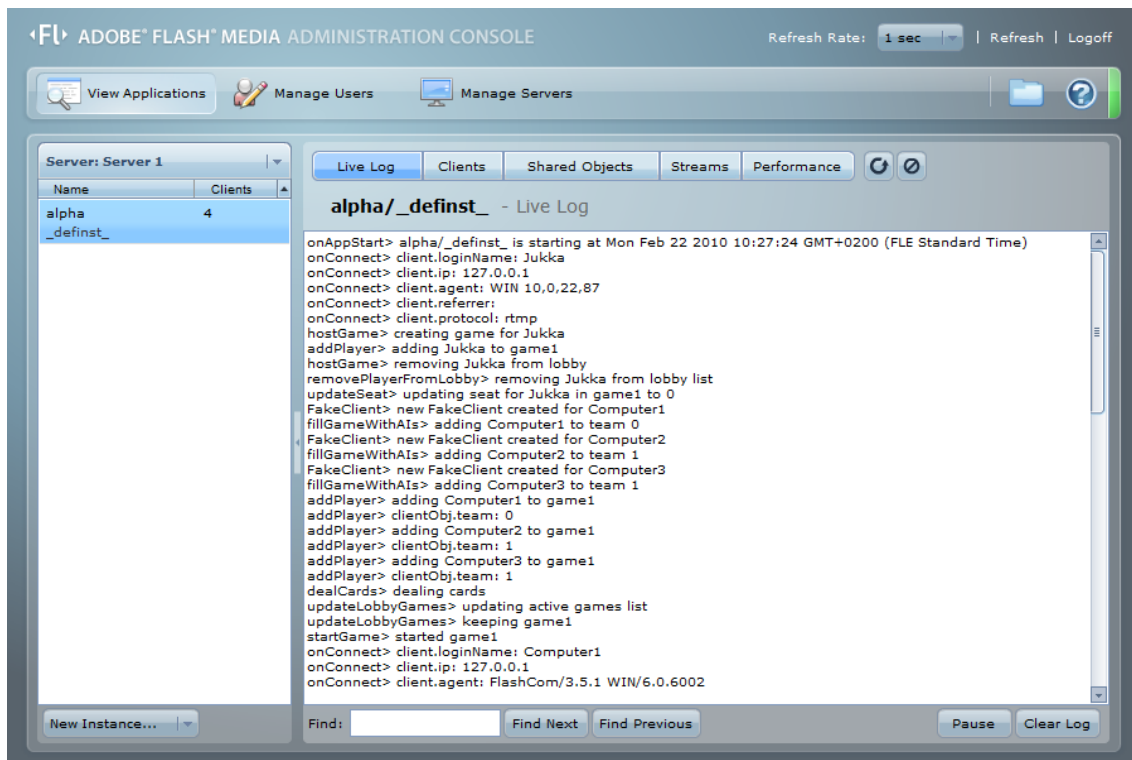 Fl ADOBE® FLASH® MEDIA ADMINISTRATION CONSOLE
Refresh Rate: 1 sec | Refresh | Logoff
View Applications Manage Users Manage Servers
Server: Server 1
Name Clients
alpha 4
_definst_
Live Log Clients Shared Objects Streams Performance
alpha/_definst_ - Live Log
onAppStart> alpha/_definst_ is starting at Mon Feb 22 2010 10:27:24 GMT+0200 (FLE Standard Time)
onConnect> client.loginName: Jukka
onConnect> client.ip: 127.0.0.1
onConnect> client.agent: WIN 10,0,22,87
onConnect> client.referrer:
onConnect> client.protocol: rtmp
hostGame> creating game for Jukka
addPlayer> adding Jukka to game1
hostGame> removing Jukka from lobby
removePlayerFromLobby> removing Jukka from lobby list
updateSeat> updating seat for Jukka in game1 to 0
FakeClient> new FakeClient created for Computer1
fillGameWithAIs> adding Computer1 to team 0
FakeClient> new FakeClient created for Computer2
fillGameWithAIs> adding Computer2 to team 1
FakeClient> new FakeClient created for Computer3
fillGameWithAIs> adding Computer3 to team 1
addPlayer> adding Computer1 to game1
addPlayer> clientObj.team: 0
addPlayer> adding Computer2 to game1
addPlayer> clientObj.team: 1
addPlayer> adding Computer3 to game1
addPlayer> clientObj.team: 1
dealCards> dealing cards
updateLobbyGames> updating active games list
updateLobbyGames> keeping game1
startGame> started game1
onConnect> client.loginName: Computer1
onConnect> client.ip: 127.0.0.1
onConnect> client.agent: FlashCom/3.5.1 WIN/6.0.6002
New Instance...
Find: Find Next Find Previous Pause Clear Log